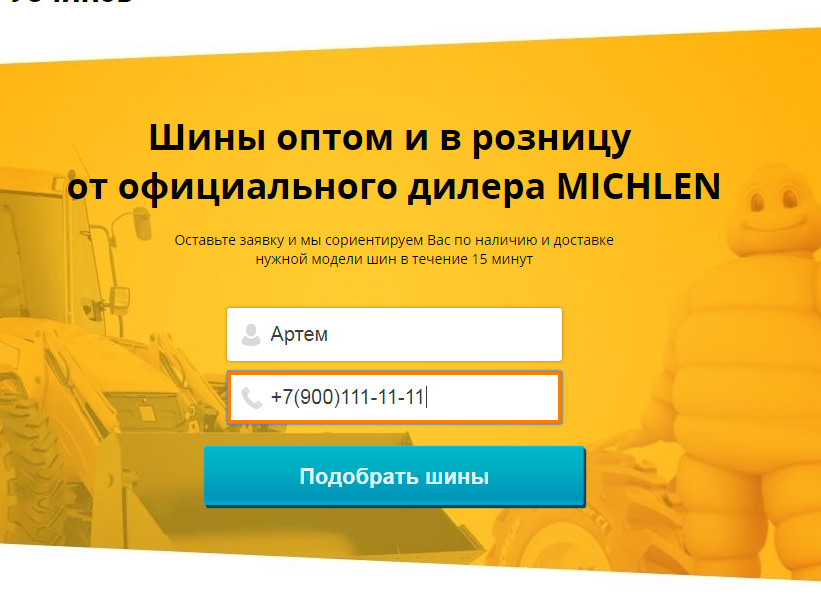 Шины оптом и в розницу
от официального дилера MICHLEN
Оставьте заявку и мы сориентируем Вас по наличию и доставке
нужной модели шин в течение 15 минут
Артем
+7(900)111-11-11
Подобрать шины